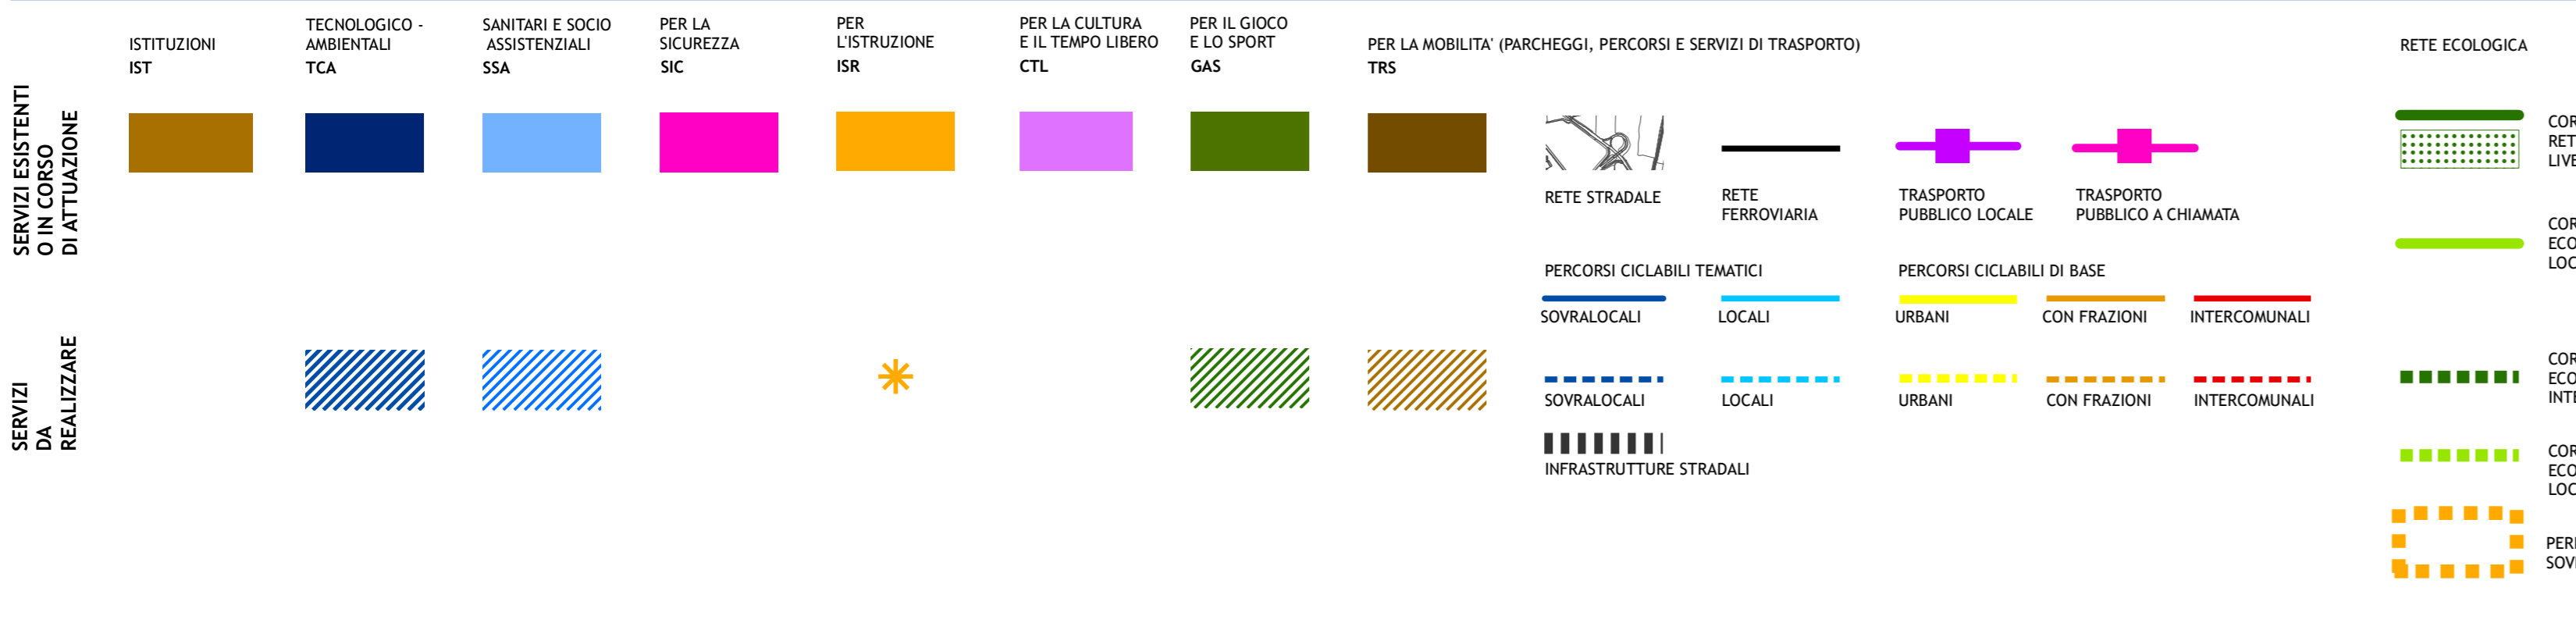 ISTITUZIONI
IST
TECNOLOGICO -
AMBIENTALI
TCA
SANITARI E SOCIO
ASSISTENZIALI
SSA
PER LA
SICUREZZA
SIC
PER
L'ISTRUZIONE
ISR
PER LA CULTURA
E IL TEMPO LIBERO
CTL
PER IL GIOCO
E LO SPORT
GAS
PER LA MOBILITA' (PARCHEGGI, PERCORSI E SERVIZI DI TRASPORTO)
TRS
RETE ECOLOGICA
SERVIZI ESISTENTI
O IN CORSO
DI ATTUAZIONE
RETE STRADALE
RETE
FERROVIARIA
TRASPORTO
PUBBLICO LOCALE
TRASPORTO
PUBBLICO A CHIAMATA
PERCORSI CICLABILI TEMATICI
PERCORSI CICLABILI DI BASE
SOVRALOCALI
LOCALI
URBANI
CON FRAZIONI
INTERCOMUNALI
SERVIZI
DA
REALIZZARE
SOVRALOCALI
LOCALI
URBANI
CON FRAZIONI
INTERCOMUNALI
INFRASTRUTTURE STRADALI